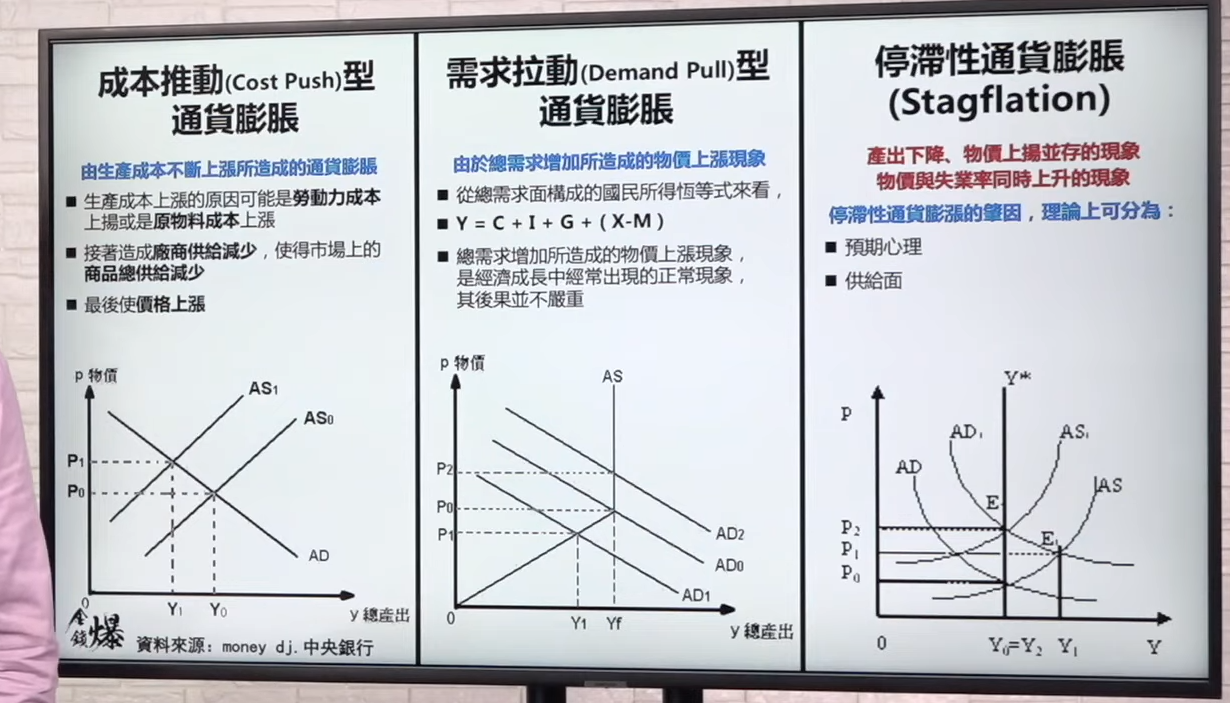 成本推動(Cost Push)型
通貨膨脹
由生產成本不斷上漲所造成的通貨膨脹
■ 生產成本上漲的原因可能是勞動力成本
上揚或是原物料成本上漲
■ 接著造成廠商供給減少，使得市場上的
商品總供給減少
■ 最後使價格上漲
p 物價
AS1
AS0
P1
P0
AD
0
Y1 Y0
y 總產出
金錢爆
資料來源：money dj.中央銀行
需求拉動(Demand Pull)型
通貨膨脹
由於總需求增加所造成的物價上漲現象
■ 從總需求面構成的國民所得恆等式來看，
■ Y = C + I + G + ( X-M )
■ 總需求增加所造成的物價上漲現象，
是經濟成長中經常出現的正常現象，
其後果並不嚴重
p 物價
AS
P2
P0
P1
AD2
AD0
AD1
0
Y1 Yf
y 總產出
停滯性通貨膨脹
(Stagflation)
產出下降、物價上揚並存的現象
物價與失業率同時上升的現象
停滯性通貨膨漲的肇因，理論上可分為：
■ 預期心理
■ 供給面
Y*
P
AD1
AS1
AD
AS
E
E1
P2
P1
P0
0
Y0=Y2 Y1
Y